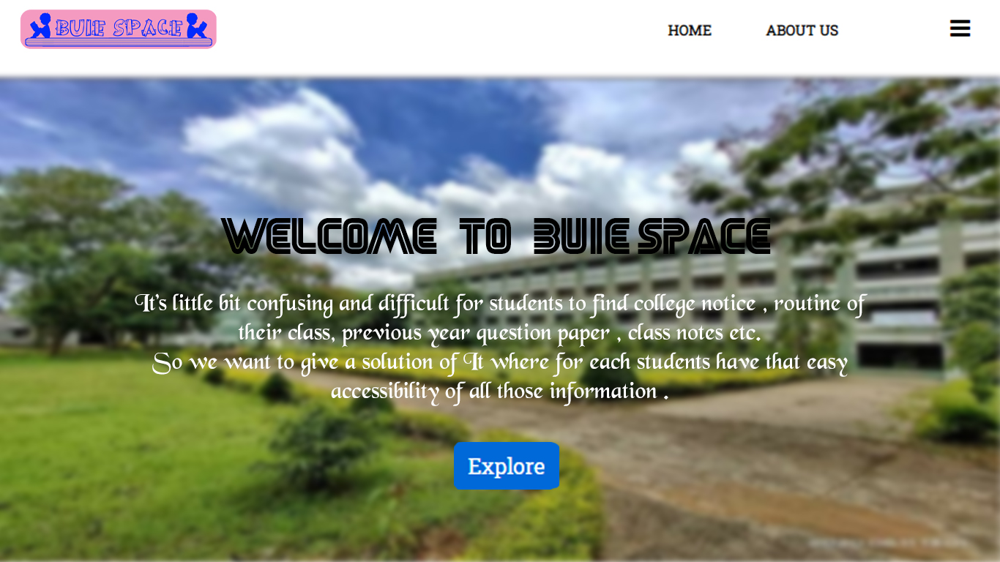 BUIE SPACE
HOME
ABOUT US
WELCOME TO BUIE SPACE
It's little bit confusing and difficult for students to find college notice , routine of
their class, previous year question paper , class notes etc.
So we want to give a solution of It where for each students have that easy
accessibility of all those information .
Explore